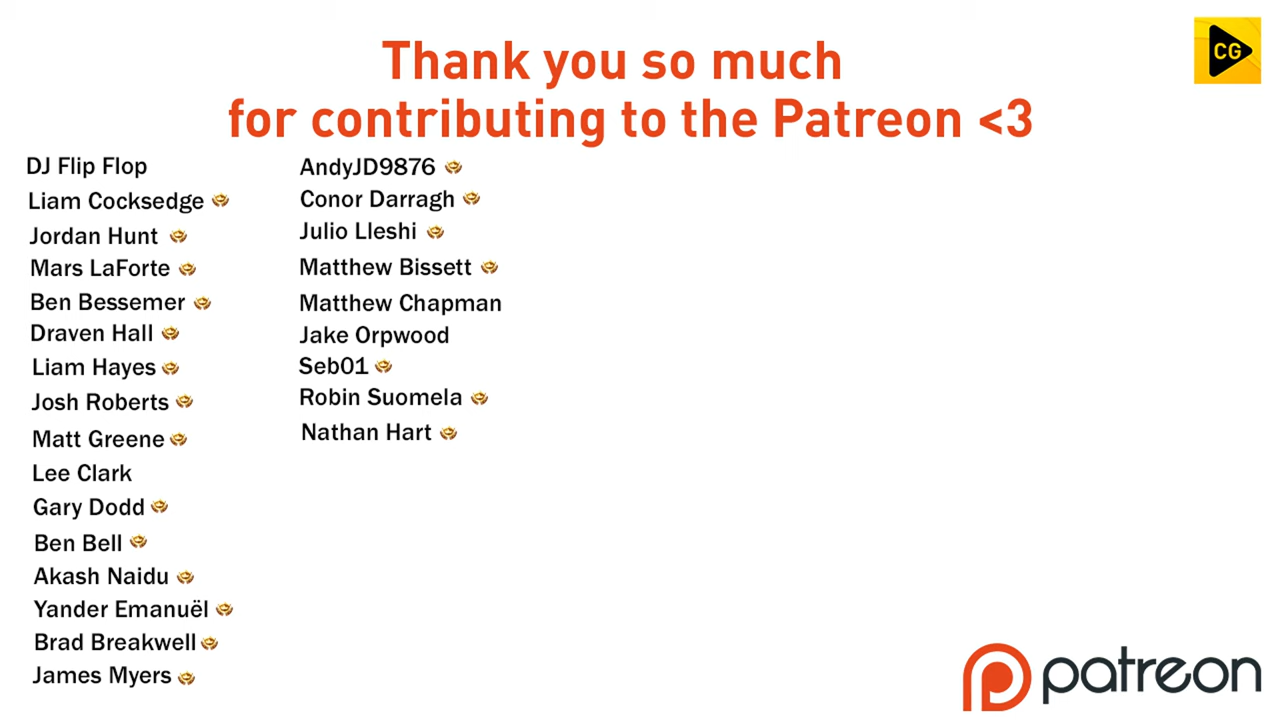 CG
Thank you so much
for contributing to the Patreon <3
DJ Flip Flop
Liam Cocksedge
Jordan Hunt
Mars LaForte
Ben Bessemer
Draven Hall
Liam Hayes
Josh Roberts
Matt Greene
Lee Clark
Gary Dodd
Ben Bell
Akash Naidu
Yander Emanuël
Brad Breakwell
James Myers
AndyJD9876
Conor Darragh
Julio Lleshi
Matthew Bissett
Matthew Chapman
Jake Orpwood
Seb01
Robin Suomela
Nathan Hart
patreon